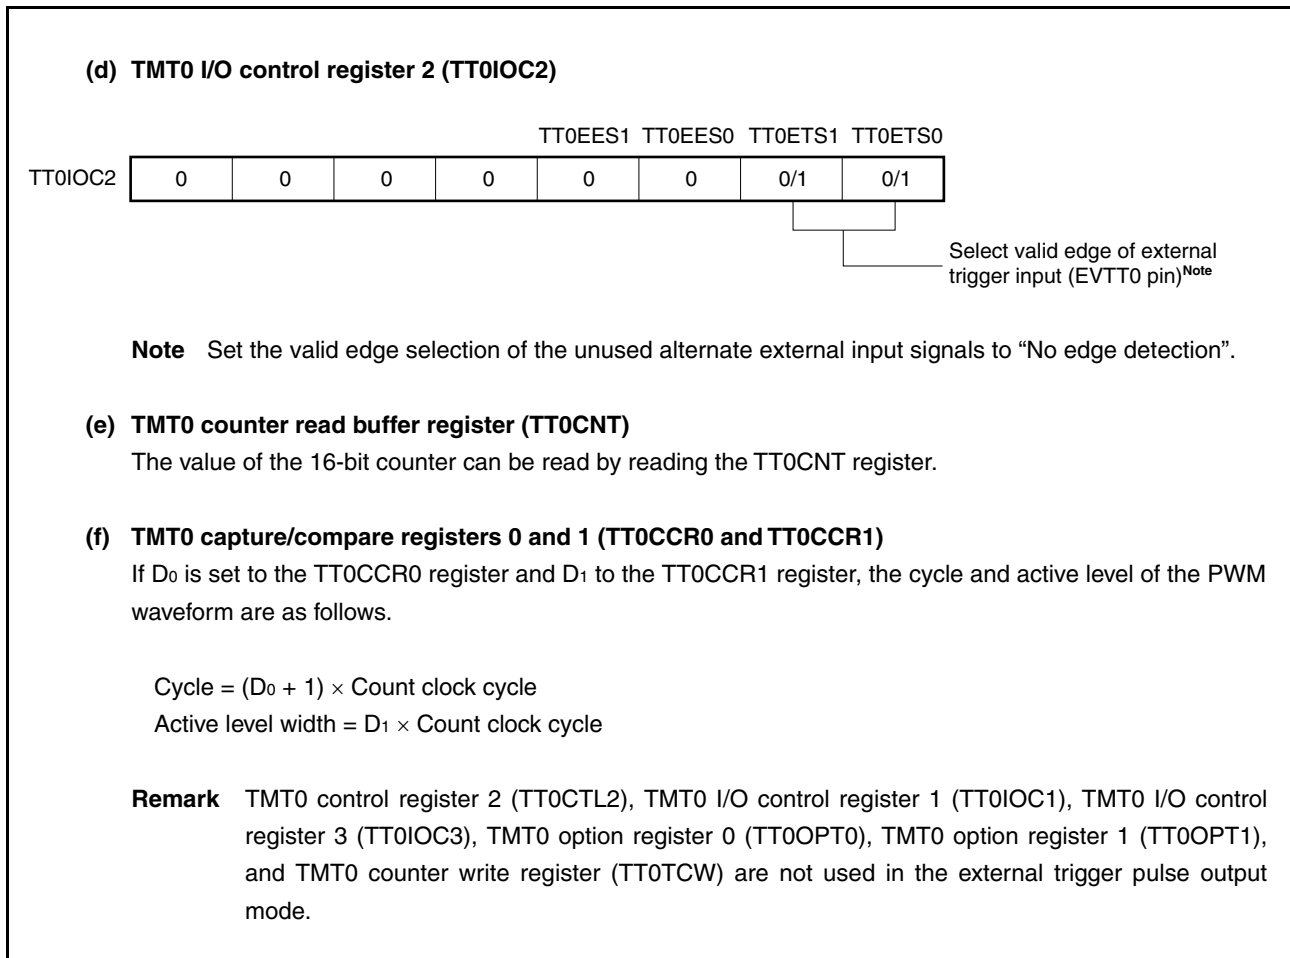 (d) TMT0 I/O control register 2 (TT0IOC2)
TT0EES1 TT0EES0 TT0ETS1 TT0ETS0
TT0IOC2 0 0 0 0 0 0 0/1 0/1
Select valid edge of external
trigger input (EVTT0 pin)Note
Note Set the valid edge selection of the unused alternate external input signals to “No edge detection”.
(e) TMT0 counter read buffer register (TT0CNT)
The value of the 16-bit counter can be read by reading the TT0CNT register.
(f) TMT0 capture/compare registers 0 and 1 (TT0CCR0 and TT0CCR1)
If D0 is set to the TT0CCR0 register and D1 to the TT0CCR1 register, the cycle and active level of the PWM
waveform are as follows.
Cycle = (D0 + 1) × Count clock cycle
Active level width = D1 × Count clock cycle
Remark TMT0 control register 2 (TT0CTL2), TMT0 I/O control register 1 (TT0IOC1), TMT0 I/O control
register 3 (TT0IOC3), TMT0 option register 0 (TT0OPT0), TMT0 option register 1 (TT0OPT1),
and TMT0 counter write register (TT0TCW) are not used in the external trigger pulse output
mode.